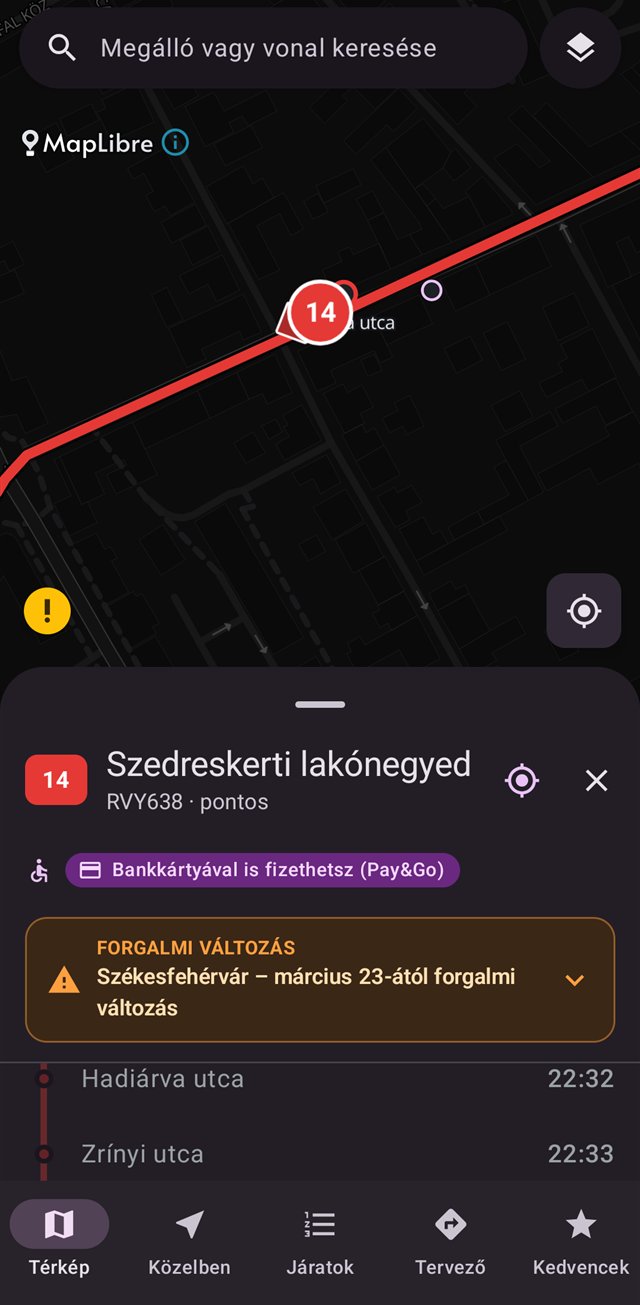 FAL KÖZ
Megálló vagy vonal keresése
MapLibre
14
utca
14
Szedreskerti lakónegyed
RVY638 · pontos
Bankkártyával is fizethetsz (Pay&Go)
FORGALMI VÁLTOZÁS
Székesfehérvár – március 23-ától forgalmi
változás
Hadiárva utca
22:32
Zrínyi utca
22:33
Térkép
Közelben
Járatok
Tervező
Kedvencek